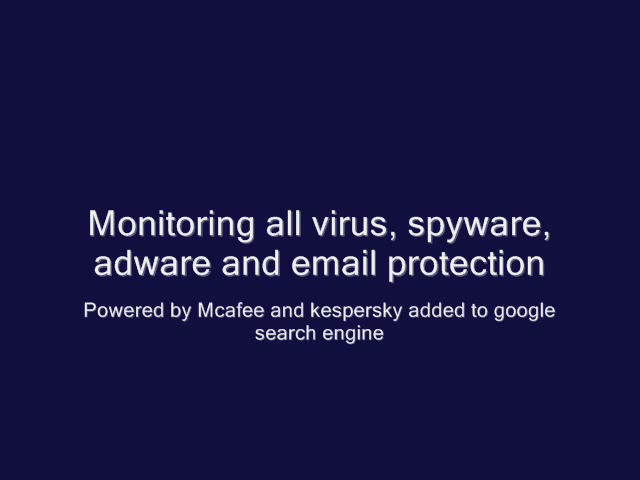 Monitoring all virus, spyware,
adware and email protection
Powered by Mcafee and kespersky added to google
search engine